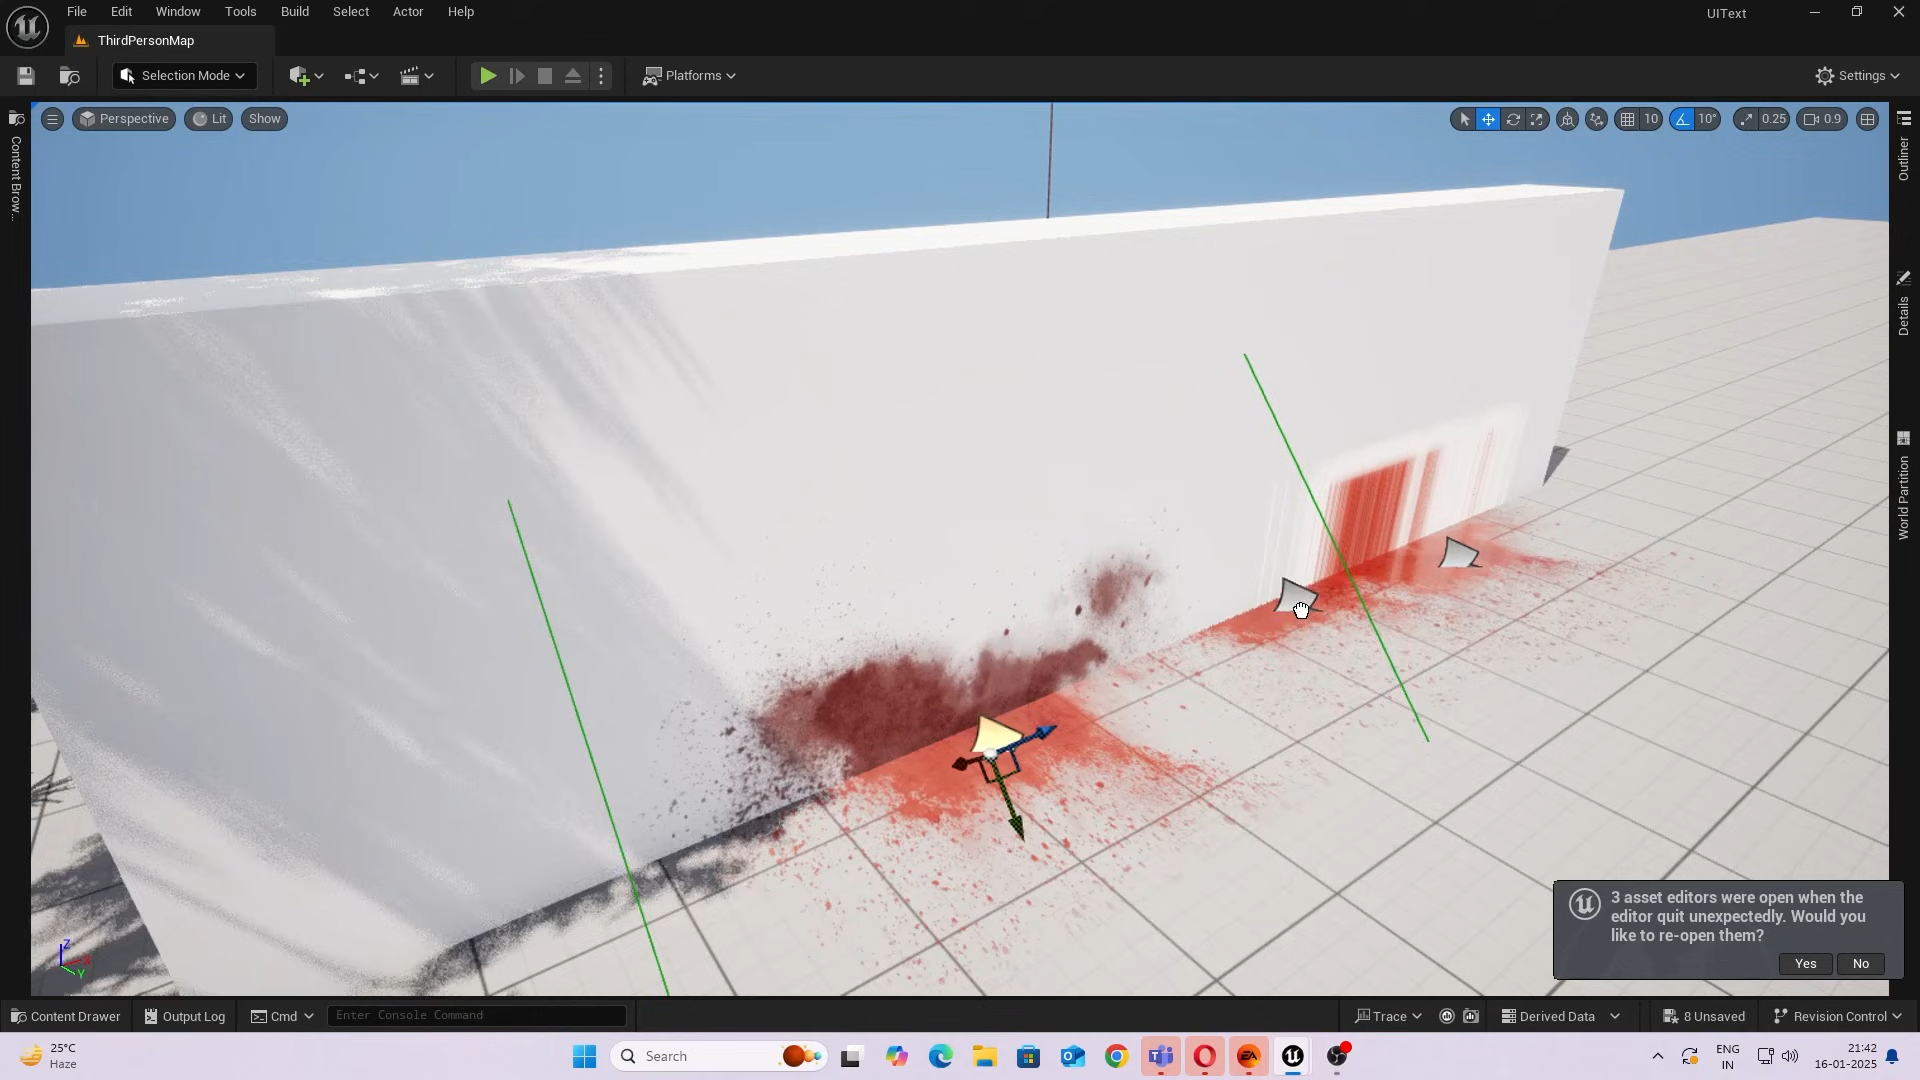 File Edit Window Tools Build Select Actor Help
UIText
ThirdPersonMap
Selection Mode
Platforms
Settings
Perspective Lit Show
10 10° 0.25 0.9
Content Brow...
Outliner
Details
World Partition
3 asset editors were open when the
editor quit unexpectedly. Would you
like to re-open them?
Yes No
Z
X
Y
Content Drawer Output Log Cmd Enter Console Command
Trace Derived Data 8 Unsaved Revision Control
25°C
Haze
Search
ENG
IN
21:42
16-01-2025